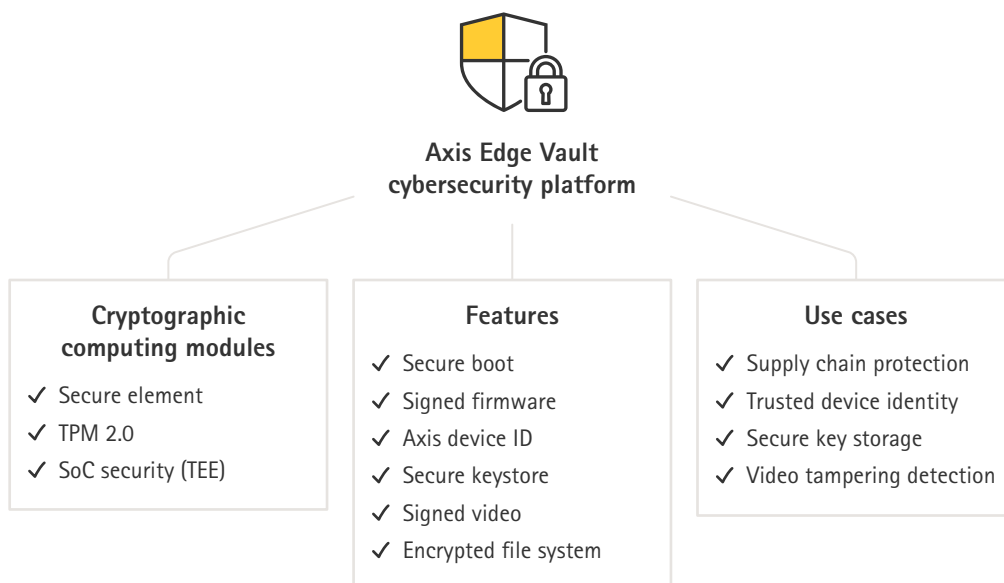 Axis Edge Vault
cybersecurity platform
Cryptographic
computing modules
✓ Secure element
✓ TPM 2.0
✓ SoC security (TEE)
Features
✓ Secure boot
✓ Signed firmware
✓ Axis device ID
✓ Secure keystore
✓ Signed video
✓ Encrypted file system
Use cases
✓ Supply chain protection
✓ Trusted device identity
✓ Secure key storage
✓ Video tampering detection